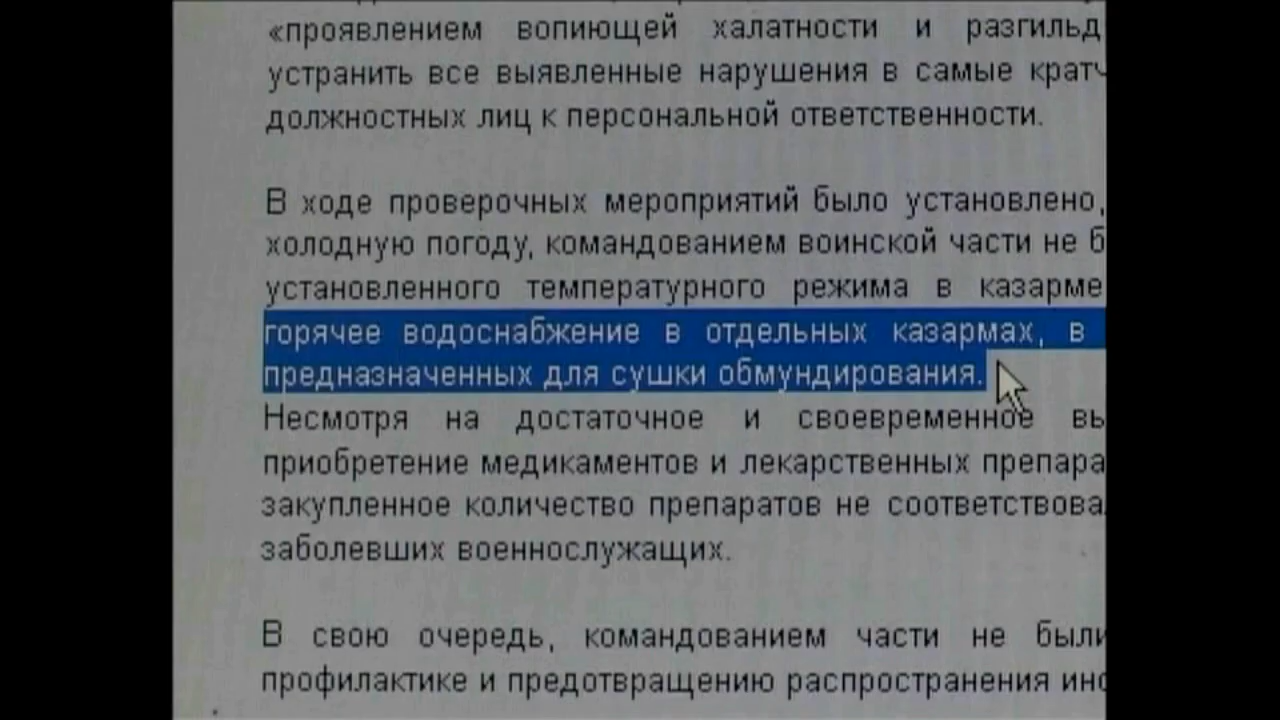 «проявлением вопиющей халатности и разгильд
устранить все выявленные нарушения в самые крат
должностных лиц к персональной ответственности.
В ходе проверочных мероприятий было установлено,
холодную погоду, командованием воинской части не б
установленного температурного режима в казарме
горячее водоснабжение в отдельных казармах, в
предназначенных для сушки обмундирования.
Несмотря на достаточное и своевременное вы
приобретение медикаментов и лекарственных препара
закупленное количество препаратов не соответствова
заболевших военнослужащих.
В свою очередь, командованием части не были
профилактике и предотвращению распространения ин